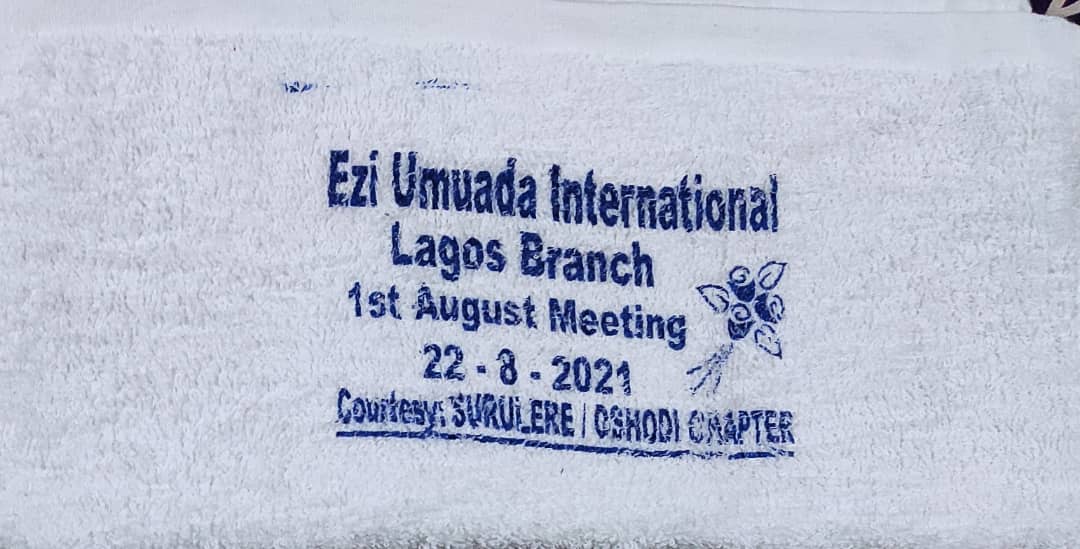 Ezi Umuada International
Lagos Branch
1st August Meeting
22 - 8 - 2021
Courtesy: SURULERE / OSHODI CHAPTER